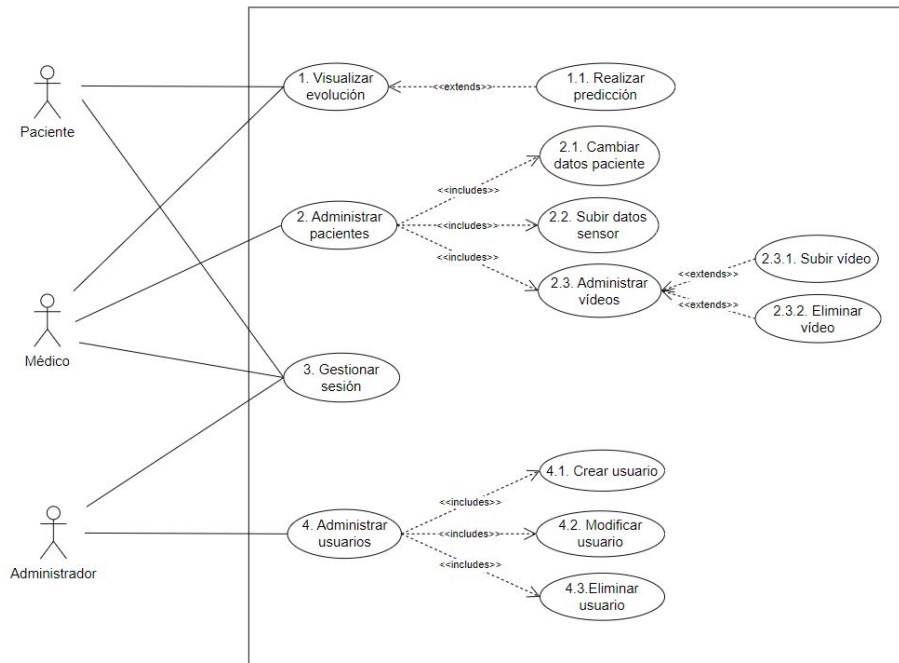 Paciente
Médico
Administrador
1. Visualizar
evolución
<<extends>>
1.1. Realizar
predicción
2. Administrar
pacientes
<<includes>>
<<includes>>
<<includes>>
2.1. Cambiar
datos paciente
2.2. Subir datos
sensor
2.3. Administrar
vídeos
<<extends>>
<<extends>>
2.3.1. Subir vídeo
2.3.2. Eliminar
vídeo
3. Gestionar
sesión
4. Administrar
usuarios
<<includes>>
<<includes>>
<<includes>>
4.1. Crear usuario
4.2. Modificar
usuario
4.3.Eliminar
usuario